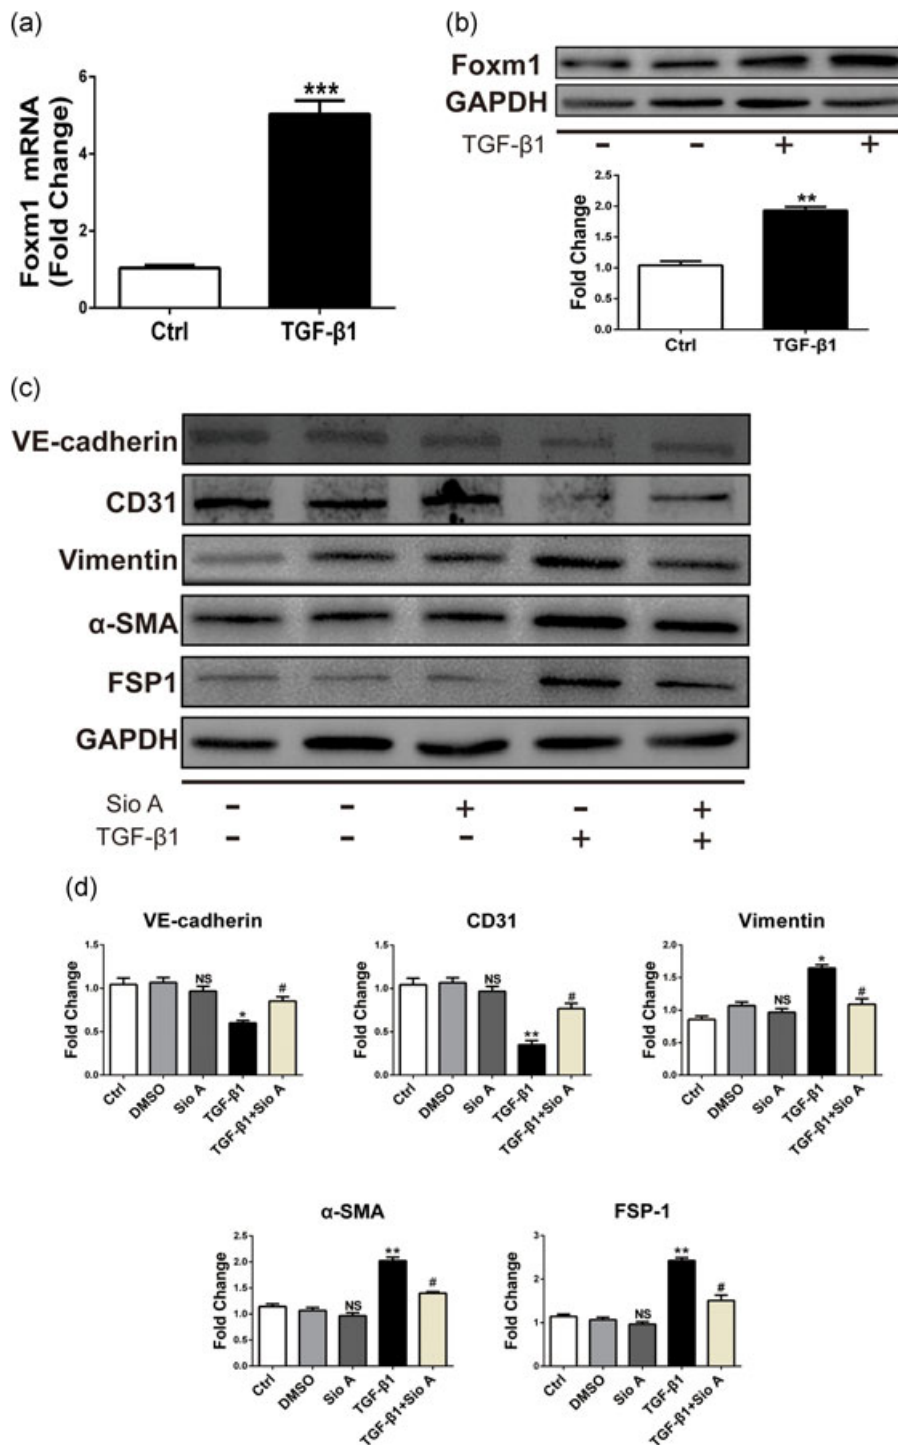 (a)
Foxm1 mRNA
(Fold Change)
6
4
2
0
***
Ctrl
TGF-β1
(b)
Foxm1
GAPDH
TGF-β1 - - + +
Fold Change
2.0
1.5
1.0
0.5
0.0
**
Ctrl
TGF-β1
(c)
VE-cadherin
CD31
Vimentin
α-SMA
FSP1
GAPDH
Sio A - - + - +
TGF-β1 - - - + +
(d)
VE-cadherin
Fold Change
1.5
1.0
0.5
0.0
NS
*
#
Ctrl
DMSO
Sio A
TGF-β1
TGF-β1+Sio A
CD31
Fold Change
1.5
1.0
0.5
0.0
NS
**
#
Ctrl
DMSO
Sio A
TGF-β1
TGF-β1+Sio A
Vimentin
Fold Change
2.0
1.5
1.0
0.5
0.0
NS
*
#
Ctrl
DMSO
Sio A
TGF-β1
TGF-β1+Sio A
α-SMA
Fold Change
2.5
2.0
1.5
1.0
0.5
0.0
NS
**
#
Ctrl
DMSO
Sio A
TGF-β1
TGF-β1+Sio A
FSP-1
Fold Change
3
2
1
0
NS
**
#
Ctrl
DMSO
Sio A
TGF-β1
TGF-β1+Sio A